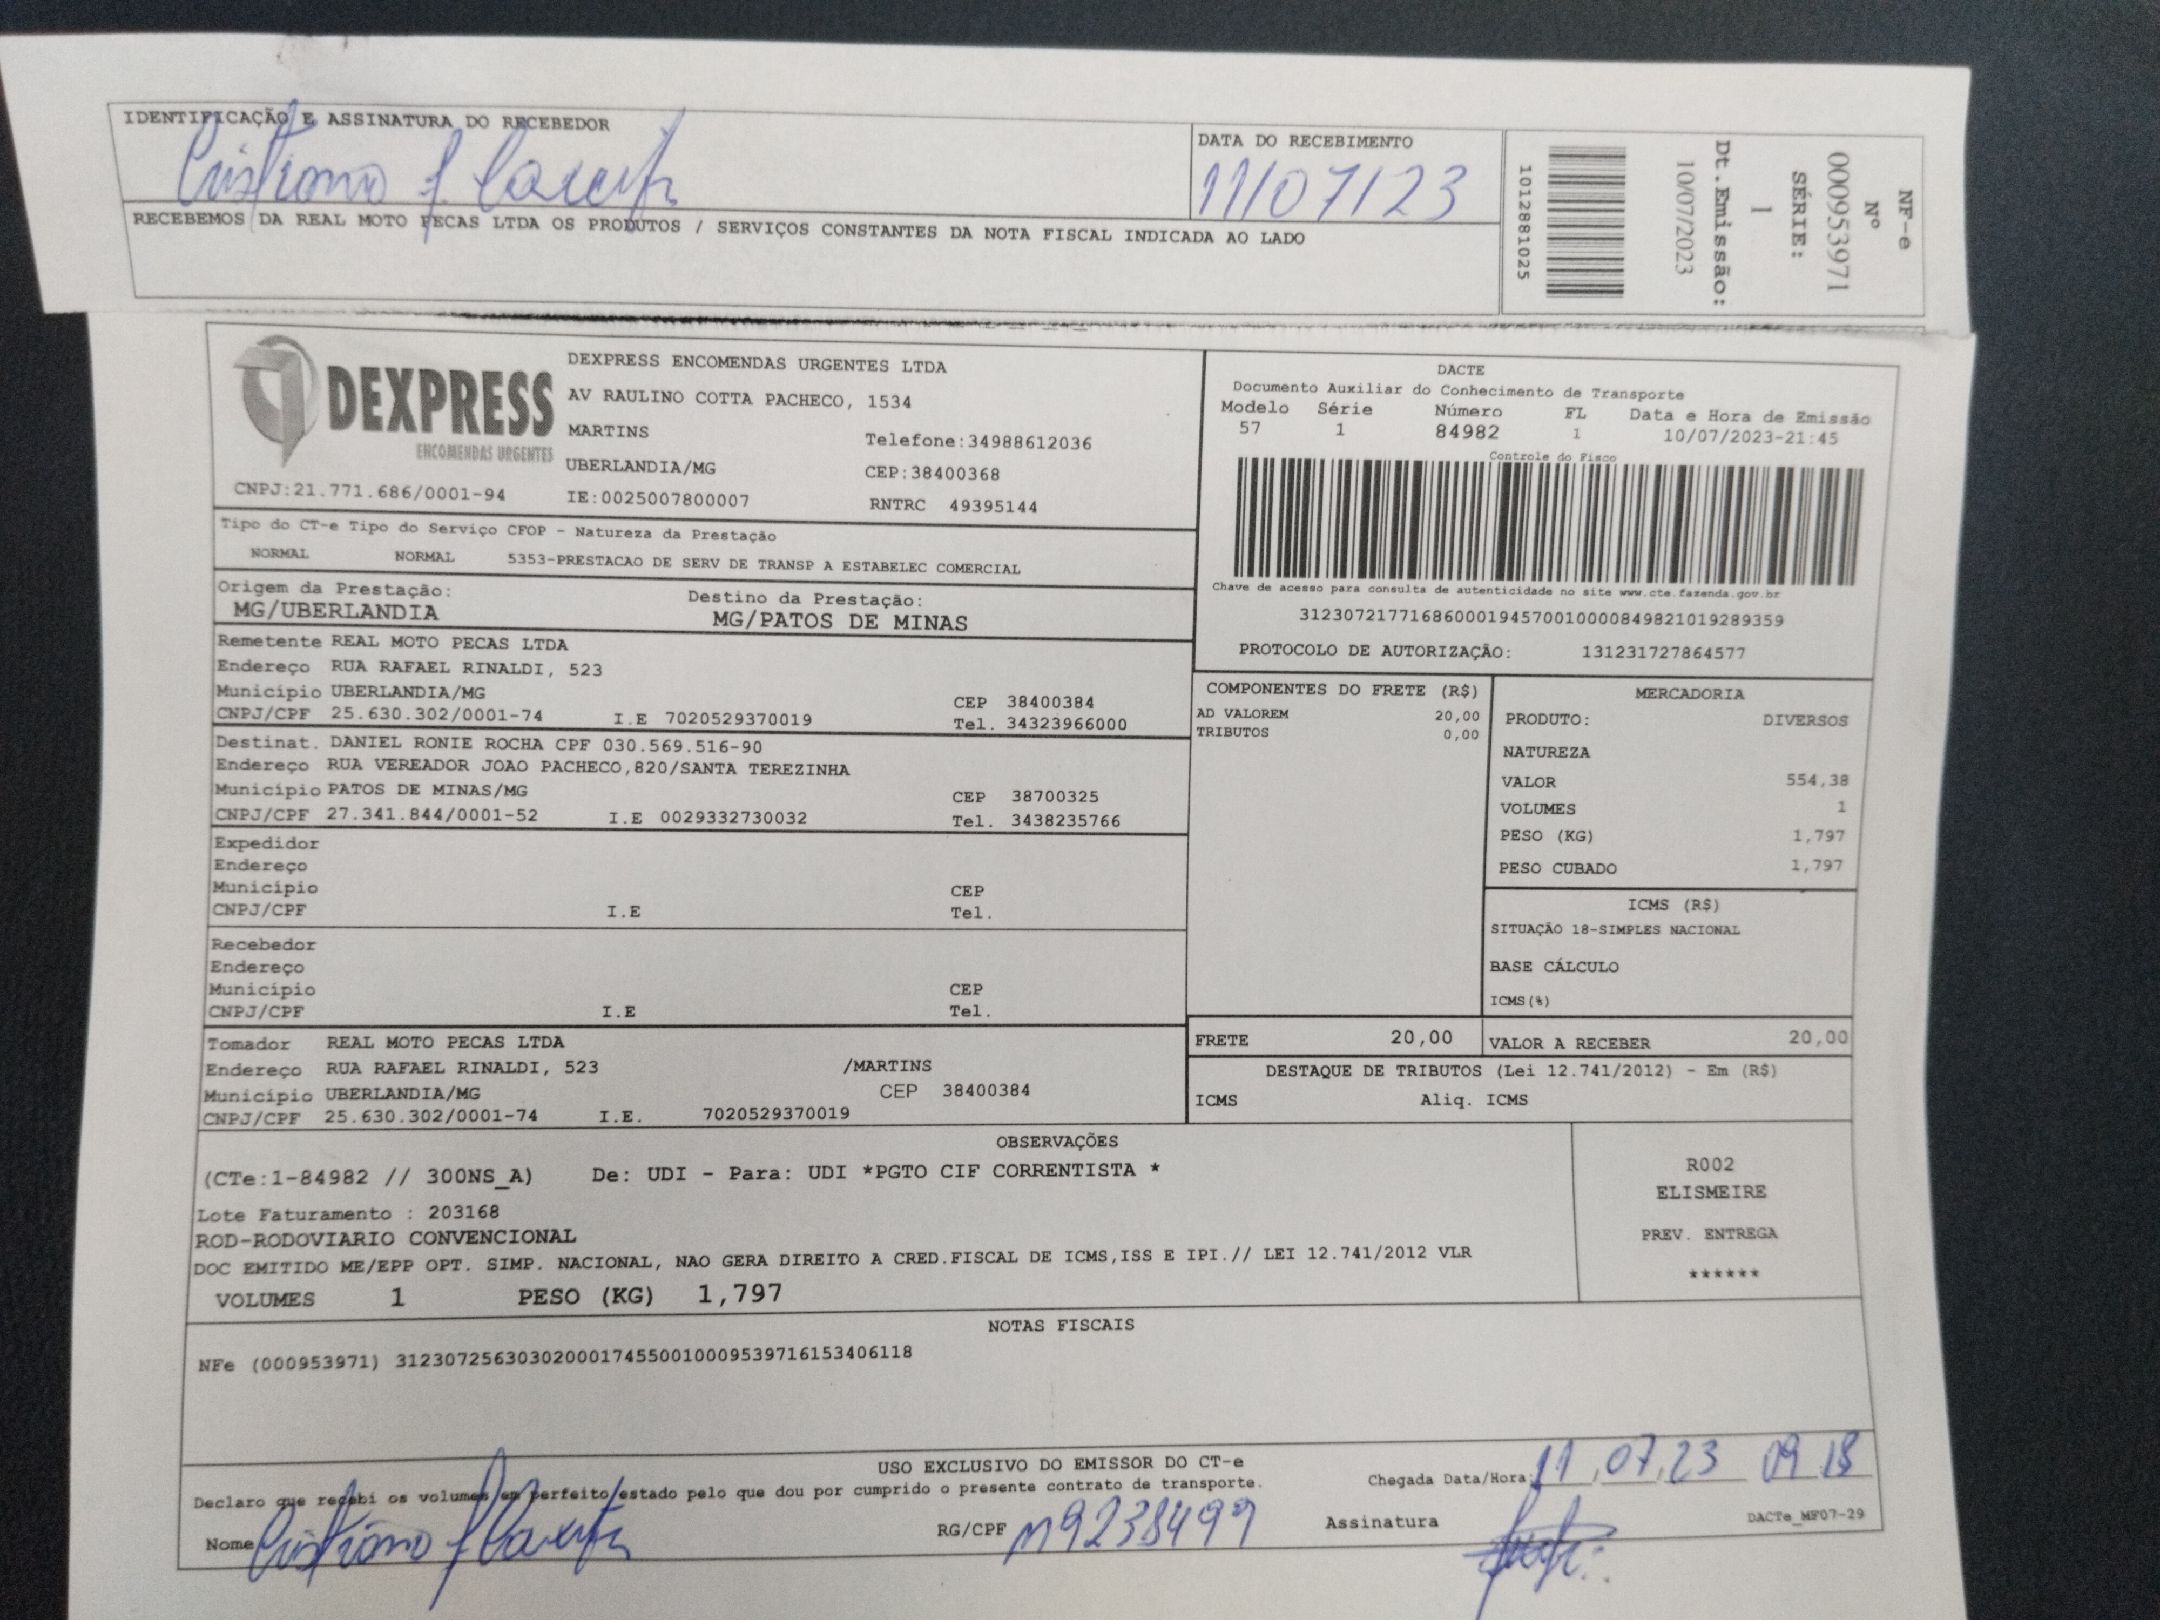 IDENTIFICAÇÃO E ASSINATURA DO RECEBEDOR
DATA DO RECEBIMENTO
11/07/23
RECEBEMOS DA REAL MOTO PECAS LTDA OS PRODUTOS / SERVIÇOS CONSTANTES DA NOTA FISCAL INDICADA AO LADO
NF-e
Nº
000953971
SÉRIE:
1
Dt.Emissão:
10/07/2023
1012881025
DEXPRESS
ENCOMENDAS URGENTES
CNPJ:21.771.686/0001-94
DEXPRESS ENCOMENDAS URGENTES LTDA
AV RAULINO COTTA PACHECO, 1534
MARTINS Telefone:34988612036
UBERLANDIA/MG CEP:38400368
IE:0025007800007 RNTRC 49395144
DACTE
Documento Auxiliar do Conhecimento de Transporte
Modelo Série Número FL Data e Hora de Emissão
57 1 84982 1 10/07/2023-21:45
Controle do Fisco
Chave de acesso para consulta de autenticidade no site www.cte.fazenda.gov.br
31230721771686000194570010000849821019289359
PROTOCOLO DE AUTORIZAÇÃO: 131231727864577
Tipo do CT-e Tipo do Serviço CFOP - Natureza da Prestação
NORMAL NORMAL 5353-PRESTACAO DE SERV DE TRANSP A ESTABELEC COMERCIAL
Origem da Prestação: Destino da Prestação:
MG/UBERLANDIA MG/PATOS DE MINAS
Remetente REAL MOTO PECAS LTDA
Endereço RUA RAFAEL RINALDI, 523
Município UBERLANDIA/MG CEP 38400384
CNPJ/CPF 25.630.302/0001-74 I.E 7020529370019 Tel. 34323966000
Destinat. DANIEL RONIE ROCHA CPF 030.569.516-90
Endereço RUA VEREADOR JOAO PACHECO,820/SANTA TEREZINHA
Município PATOS DE MINAS/MG CEP 38700325
CNPJ/CPF 27.341.844/0001-52 I.E 0029332730032 Tel. 3438235766
Expedidor
Endereço
Município CEP
CNPJ/CPF I.E Tel.
Recebedor
Endereço
Município CEP
CNPJ/CPF I.E Tel.
Tomador REAL MOTO PECAS LTDA
Endereço RUA RAFAEL RINALDI, 523 /MARTINS
Município UBERLANDIA/MG CEP 38400384
CNPJ/CPF 25.630.302/0001-74 I.E. 7020529370019
COMPONENTES DO FRETE (R$)
AD VALOREM 20,00
TRIBUTOS 0,00
MERCADORIA
PRODUTO: DIVERSOS
NATUREZA
VALOR 554,38
VOLUMES 1
PESO (KG) 1,797
PESO CUBADO 1,797
ICMS (R$)
SITUAÇÃO 18-SIMPLES NACIONAL
BASE CÁLCULO
ICMS(%)
FRETE 20,00 VALOR A RECEBER 20,00
DESTAQUE DE TRIBUTOS (Lei 12.741/2012) - Em (R$)
ICMS Aliq. ICMS
OBSERVAÇÕES
(CTe:1-84982 // 300NS_A) De: UDI - Para: UDI *PGTO CIF CORRENTISTA *
Lote Faturamento : 203168
ROD-RODOVIARIO CONVENCIONAL
DOC EMITIDO ME/EPP OPT. SIMP. NACIONAL, NAO GERA DIREITO A CRED.FISCAL DE ICMS,ISS E IPI.// LEI 12.741/2012 VLR
VOLUMES 1 PESO (KG) 1,797
R002
ELISMEIRE
PREV. ENTREGA
******
NOTAS FISCAIS
NFe (000953971) 31230725630302000174550010009539716153406118
USO EXCLUSIVO DO EMISSOR DO CT-e
Declaro que recebi os volumes em perfeito estado pelo que dou por cumprido o presente contrato de transporte.
Chegada Data/Hora: 11 07 23 09 18
Nome RG/CPF M9238499 Assinatura
DACTe_MF07-29